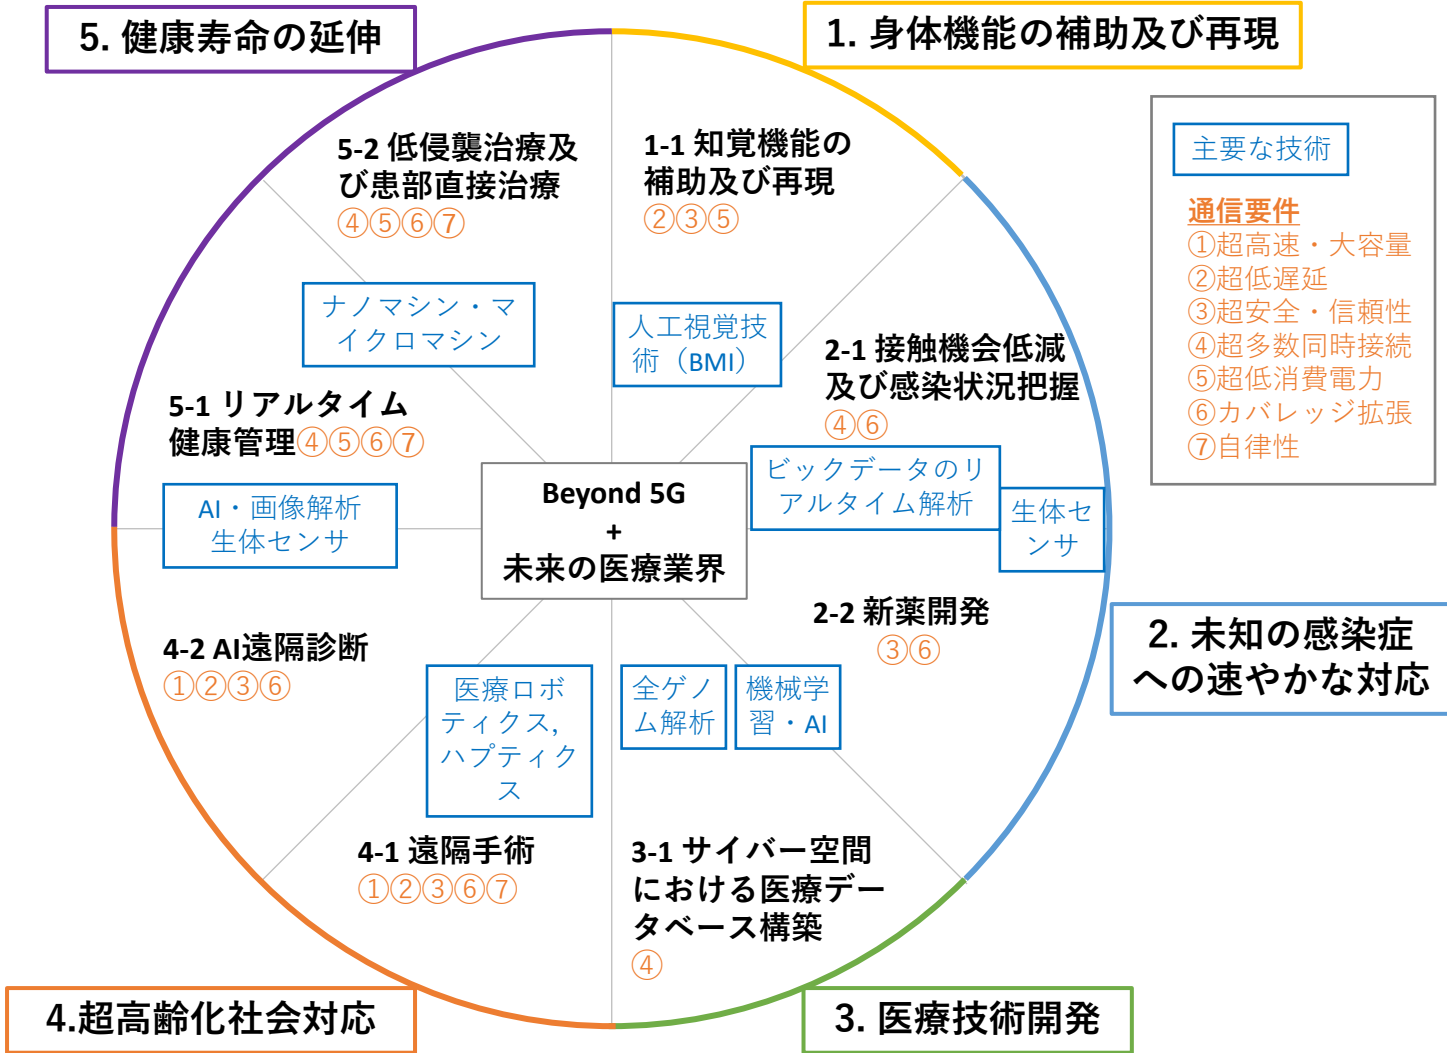 5. 健康寿命の延伸
1. 身体機能の補助及び再現
主要な技術
通信要件
①超高速・大容量
②超低遅延
③超安全・信頼性
④超多数同時接続
⑤超低消費電力
⑥カバレッジ拡張
⑦自律性
5-2 低侵襲治療及
び患部直接治療
④⑤⑥⑦
1-1 知覚機能の
補助及び再現
②③⑤
ナノマシン・マ
イクロマシン
人工視覚技
術（BMI）
2-1 接触機会低減
及び感染状況把握
④⑥
5-1 リアルタイム
健康管理④⑤⑥⑦
ビックデータのリ
アルタイム解析
生体セ
ンサ
AI・画像解析
生体センサ
Beyond 5G
+
未来の医療業界
2-2 新薬開発
③⑥
2. 未知の感染症
への速やかな対応
4-2 AI遠隔診断
①②③⑥
医療ロボ
ティクス,
ハプティク
ス
全ゲノ
ム解析
機械学
習・AI
4-1 遠隔手術
①②③⑥⑦
3-1 サイバー空間
における医療デー
タベース構築
④
4.超高齢化社会対応
3. 医療技術開発